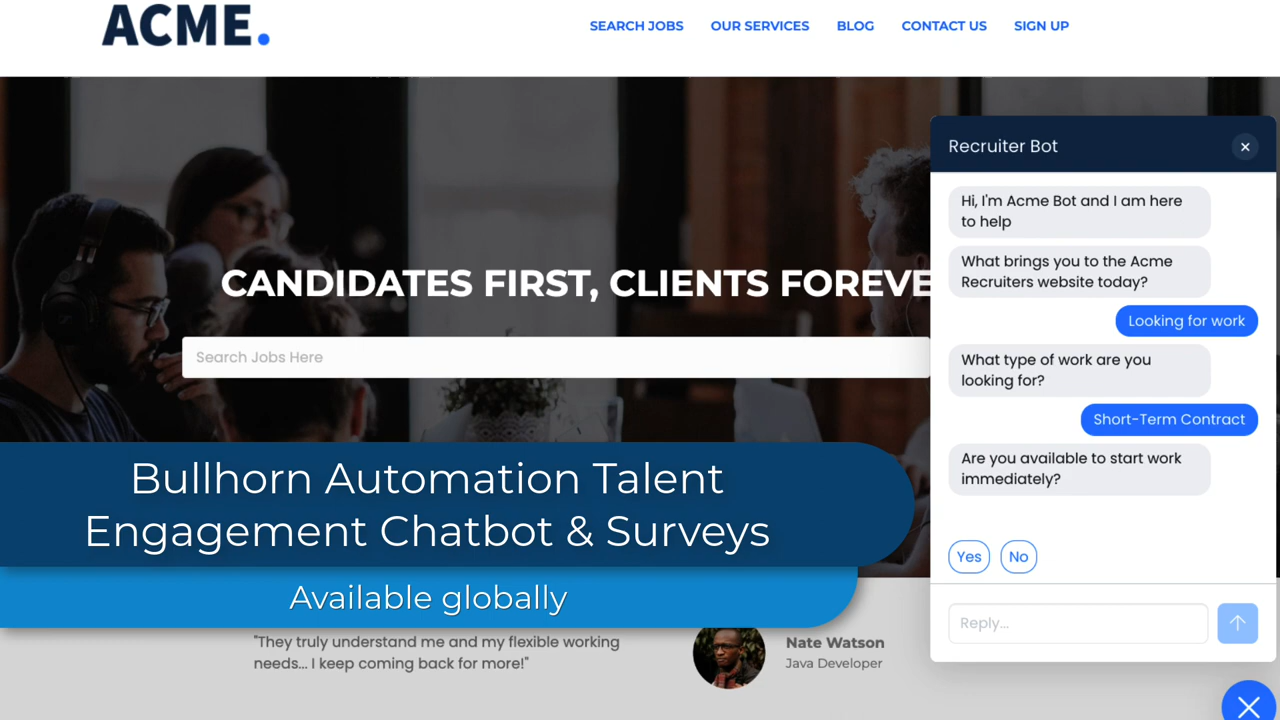 ACME.
SEARCH JOBS
OUR SERVICES
BLOG
CONTACT US
SIGN UP
CANDIDATES FIRST, CLIENTS FOREVE
Search Jobs Here
Bullhorn Automation Talent
Engagement Chatbot & Surveys
Available globally
"They truly understand me and my flexible working
needs... I keep coming back for more!"
Nate Watson
Java Developer
Recruiter Bot
Hi, I'm Acme Bot and I am here
to help
What brings you to the Acme
Recruiters website today?
Looking for work
What type of work are you
looking for?
Short-Term Contract
Are you available to start work
immediately?
Yes
No
Reply...